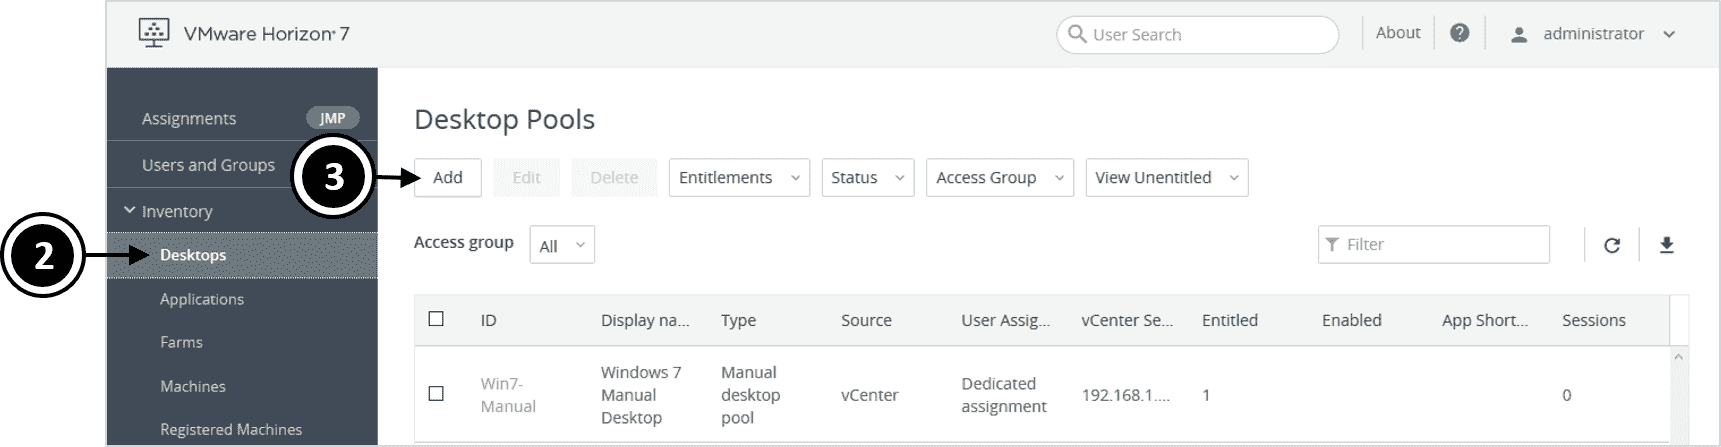 VMware Horizon® 7
User Search
About
?
administrator
Assignments
JMP
Users and Groups
Inventory
2
Desktops
Applications
Farms
Machines
Registered Machines
Desktop Pools
3
Add
Edit
Delete
Entitlements
Status
Access Group
View Unentitled
Access group
All
Filter
ID Display na... Type Source User Assig... vCenter Se... Entitled Enabled App Short... Sessions
Win7-
Manual
Windows 7
Manual
Desktop
Manual
desktop
pool
vCenter
Dedicated
assignment
192.168.1....
1
0